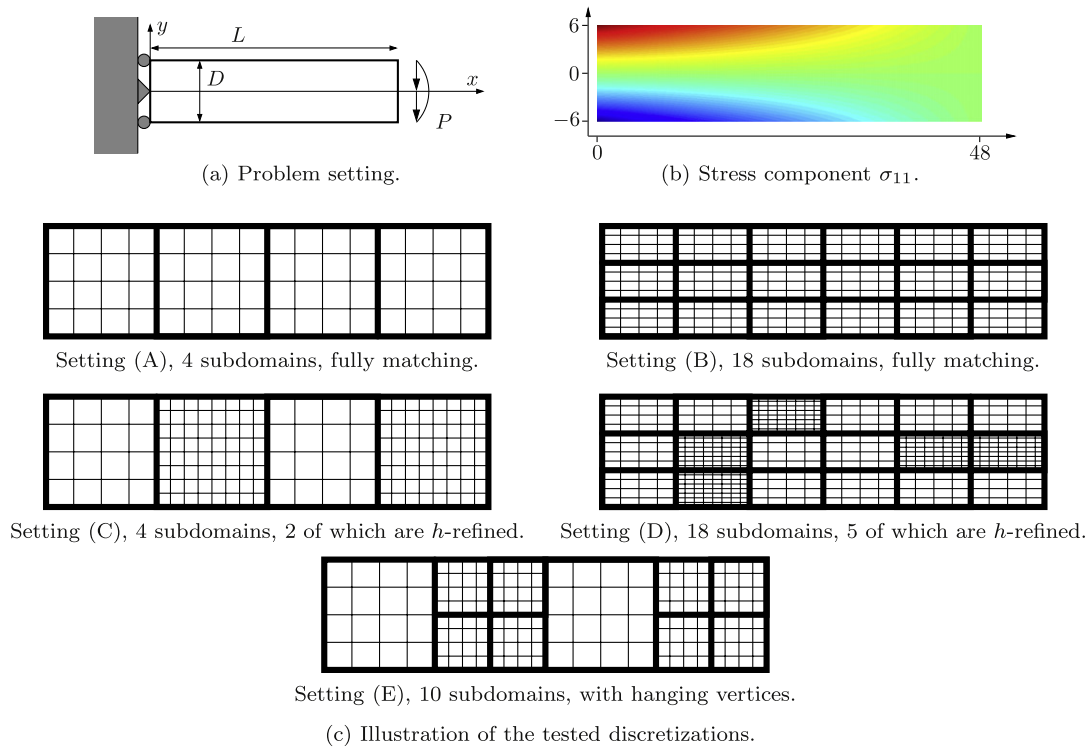 y
L
D
x
P
(a) Problem setting.
6
0
−6
0
48
(b) Stress component σ₁₁.
Setting (A), 4 subdomains, fully matching.
Setting (B), 18 subdomains, fully matching.
Setting (C), 4 subdomains, 2 of which are h-refined.
Setting (D), 18 subdomains, 5 of which are h-refined.
Setting (E), 10 subdomains, with hanging vertices.
(c) Illustration of the tested discretizations.